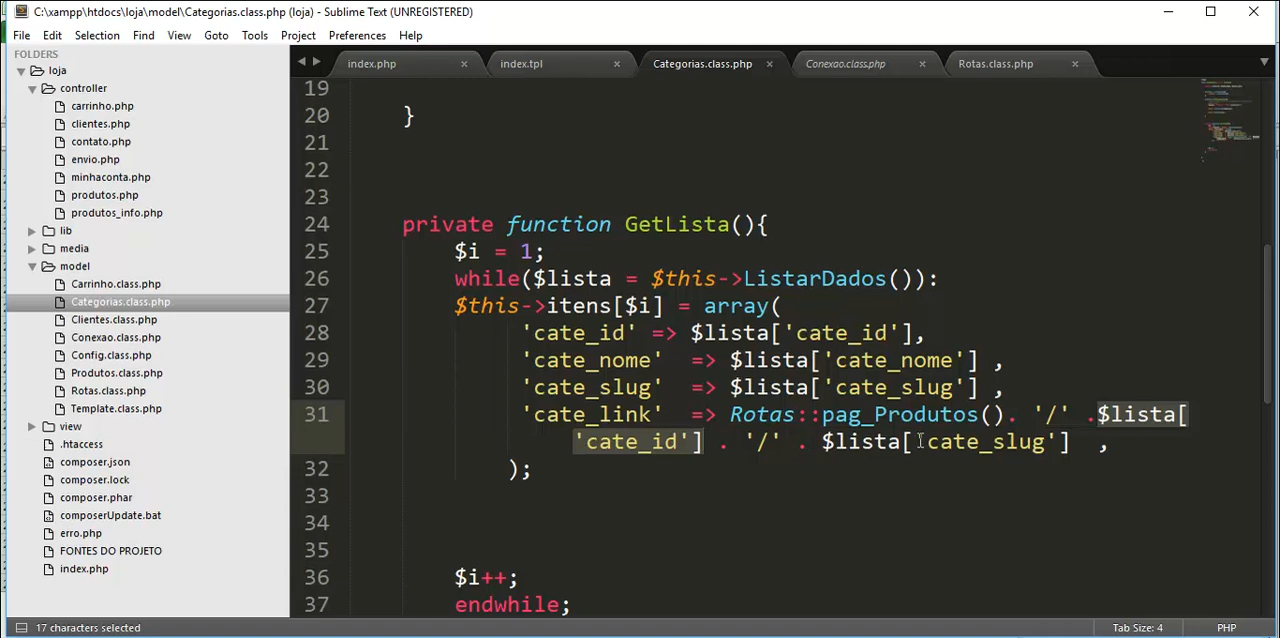 C:\xampp\htdocs\loja\model\Categorias.class.php (loja) - Sublime Text (UNREGISTERED)
File Edit Selection Find View Goto Tools Project Preferences Help
FOLDERS
loja
controller
carrinho.php
clientes.php
contato.php
envio.php
minhaconta.php
produtos.php
produtos_info.php
lib
media
model
Carrinho.class.php
Categorias.class.php
Clientes.class.php
Conexao.class.php
Config.class.php
Produtos.class.php
Rotas.class.php
Template.class.php
view
.htaccess
composer.json
composer.lock
composer.phar
composerUpdate.bat
erro.php
FONTES DO PROJETO
index.php
index.php index.tpl Categorias.class.php Conexao.class.php Rotas.class.php
19
20 }
21
22
23
24 private function GetLista(){
25 $i = 1;
26 while($lista = $this->ListarDados()):
27 $this->itens[$i] = array(
28 'cate_id' => $lista['cate_id'],
29 'cate_nome' => $lista['cate_nome'] ,
30 'cate_slug' => $lista['cate_slug'] ,
31 'cate_link' => Rotas::pag_Produtos(). '/' .$lista[
'cate_id'] . '/' . $lista['cate_slug'] ,
32 );
33
34
35
36 $i++;
37 endwhile;
17 characters selected Tab Size: 4 PHP